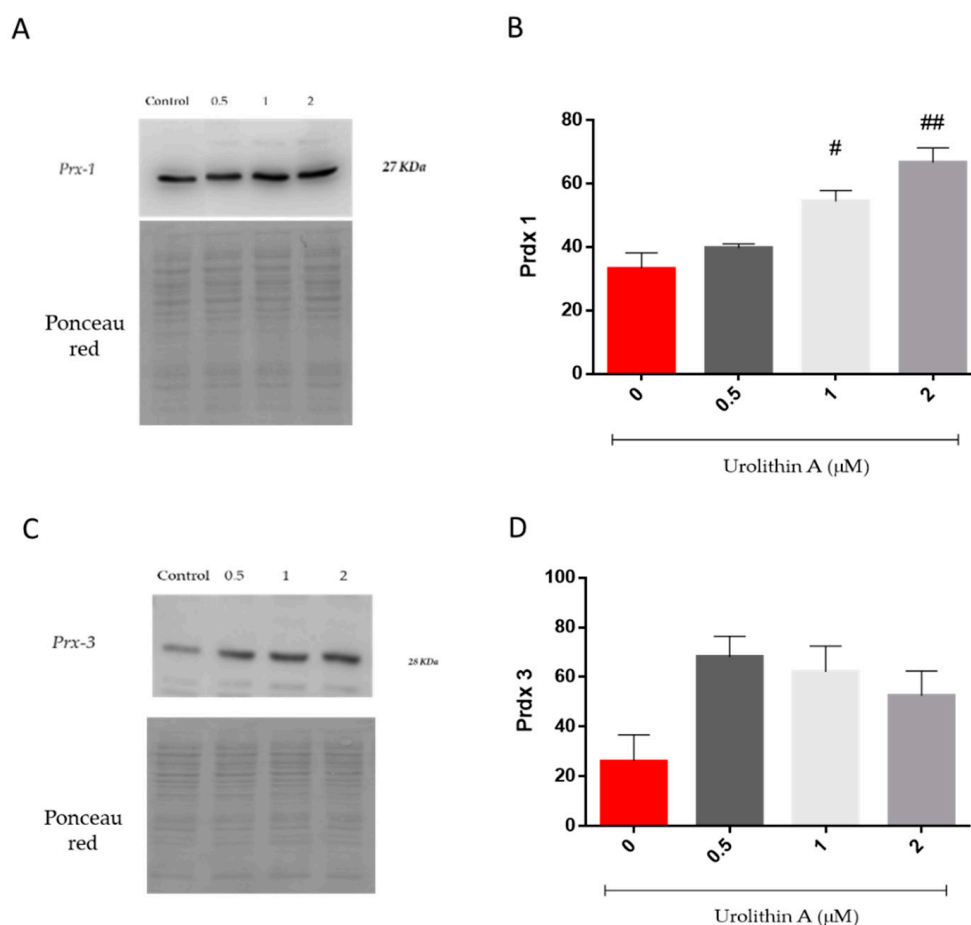 A
Control 0.5 1 2
Prx-1
27 KDa
Ponceau
red
B
80
60
40
20
0
Prdx 1
#
##
0 0.5 1 2
Urolithin A (μM)
C
Control 0.5 1 2
Prx-3
28 KDa
Ponceau
red
D
100
80
60
40
20
0
Prdx 3
0 0.5 1 2
Urolithin A (μM)